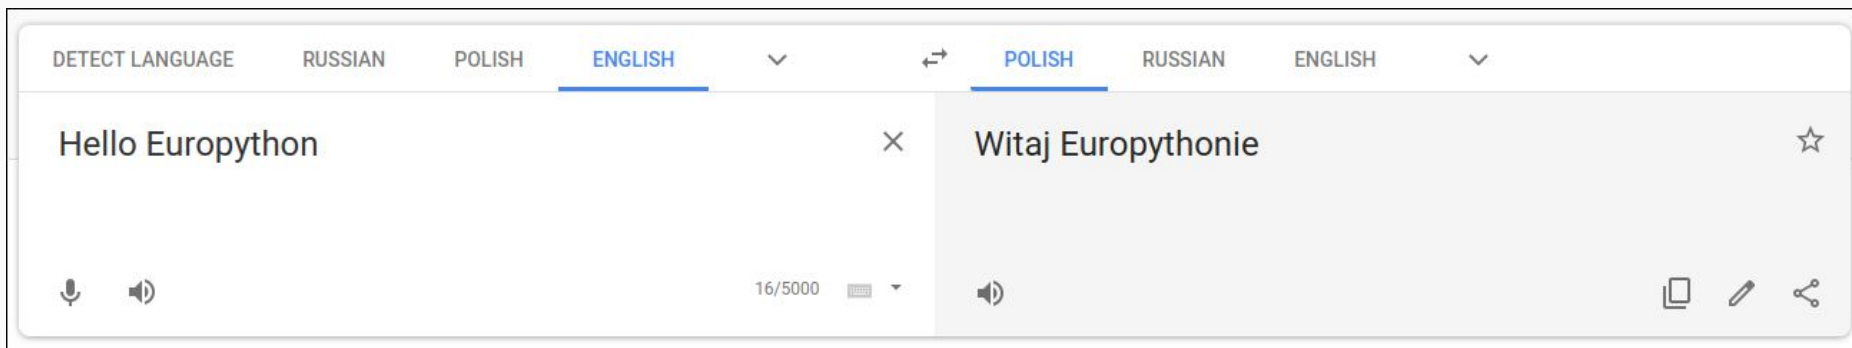 DETECT LANGUAGE RUSSIAN POLISH ENGLISH POLISH RUSSIAN ENGLISH
Hello Europython
Witaj Europythonie
16/5000